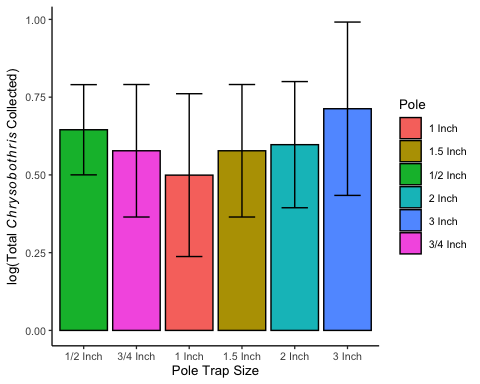 log(Total Chrysobothris Collected)
1.00
0.75
0.50
0.25
0.00
1/2 Inch 3/4 Inch 1 Inch 1.5 Inch 2 Inch 3 Inch
Pole Trap Size
Pole
1 Inch
1.5 Inch
1/2 Inch
2 Inch
3 Inch
3/4 Inch